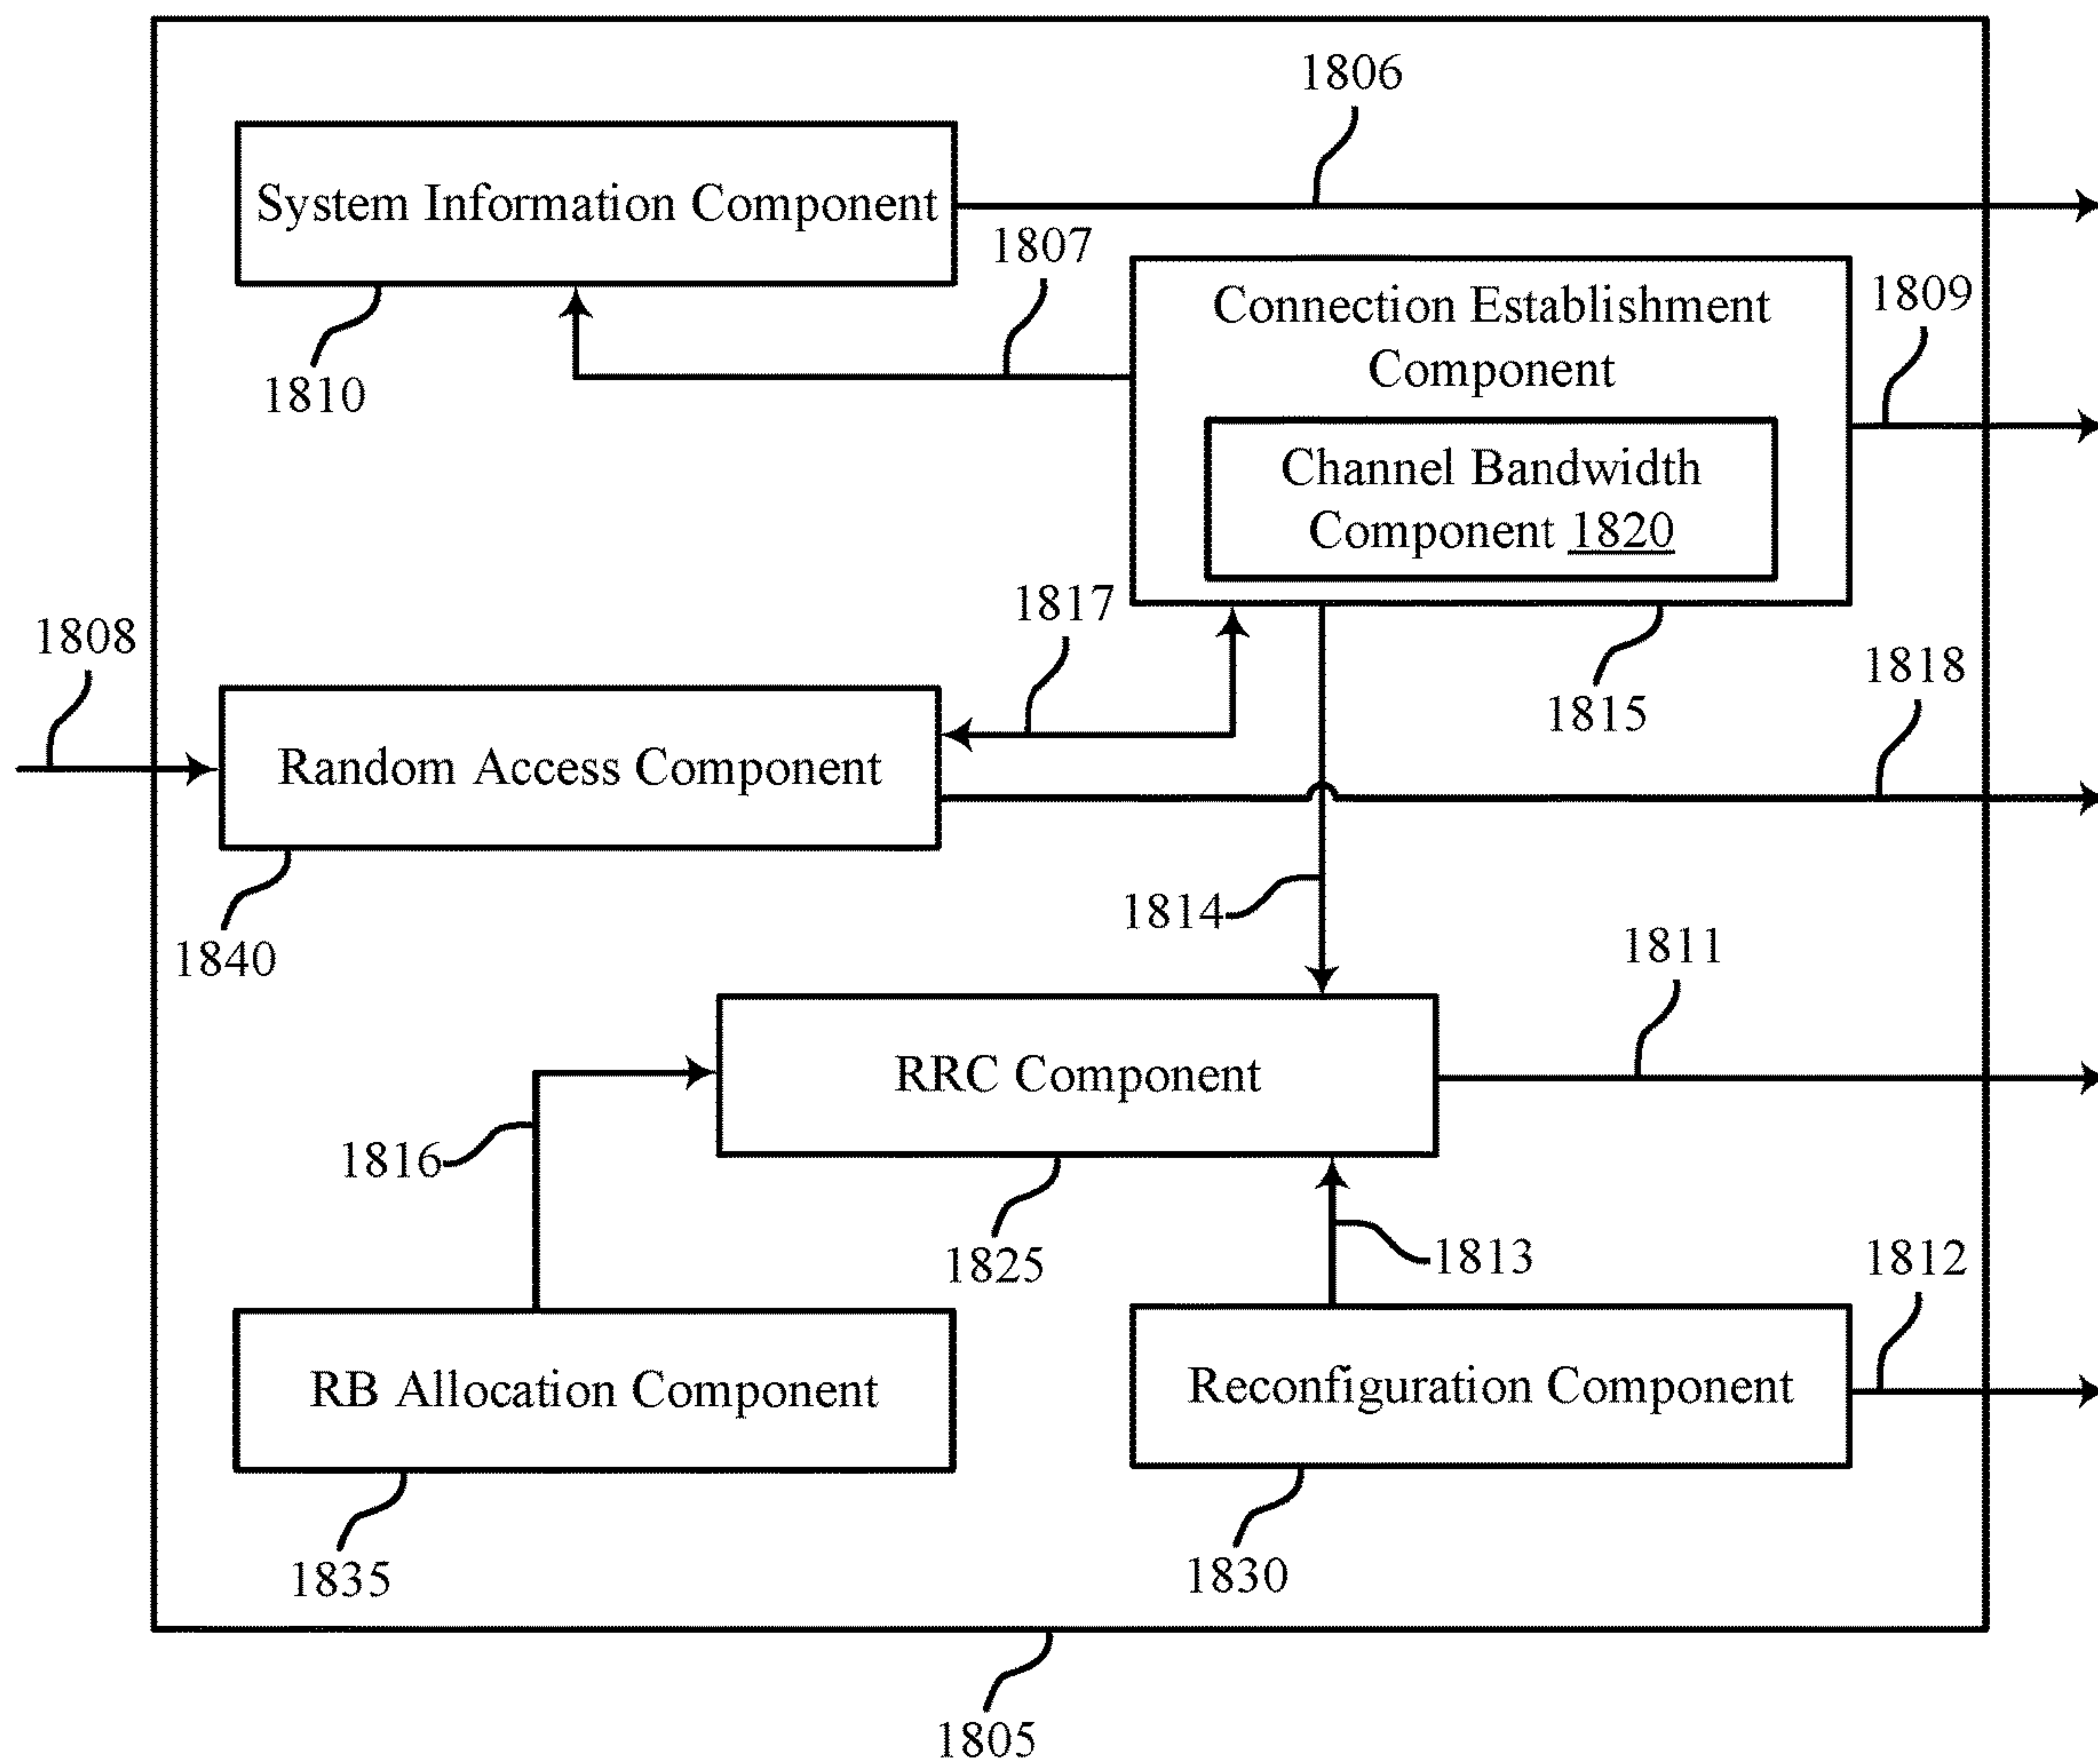 1806
System Information Component
1807
1810
Connection Establishment
Component
1809
Channel Bandwidth
Component 1820
1817
1808
1815
1818
Random Access Component
1840
1814
1811
RRC Component
1816
1825
1813
1812
RB Allocation Component
Reconfiguration Component
1835
1830
1805